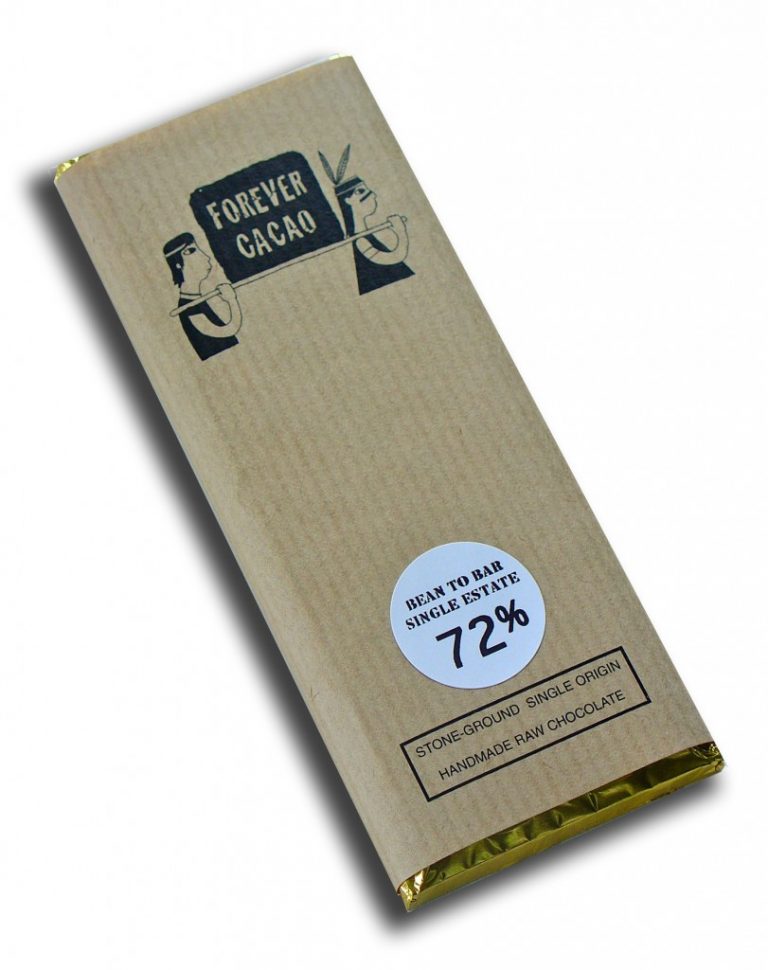 FOREVER
CACAO
BEAN TO BAR
SINGLE ESTATE
72%
STONE-GROUND SINGLE ORIGIN
HANDMADE RAW CHOCOLATE